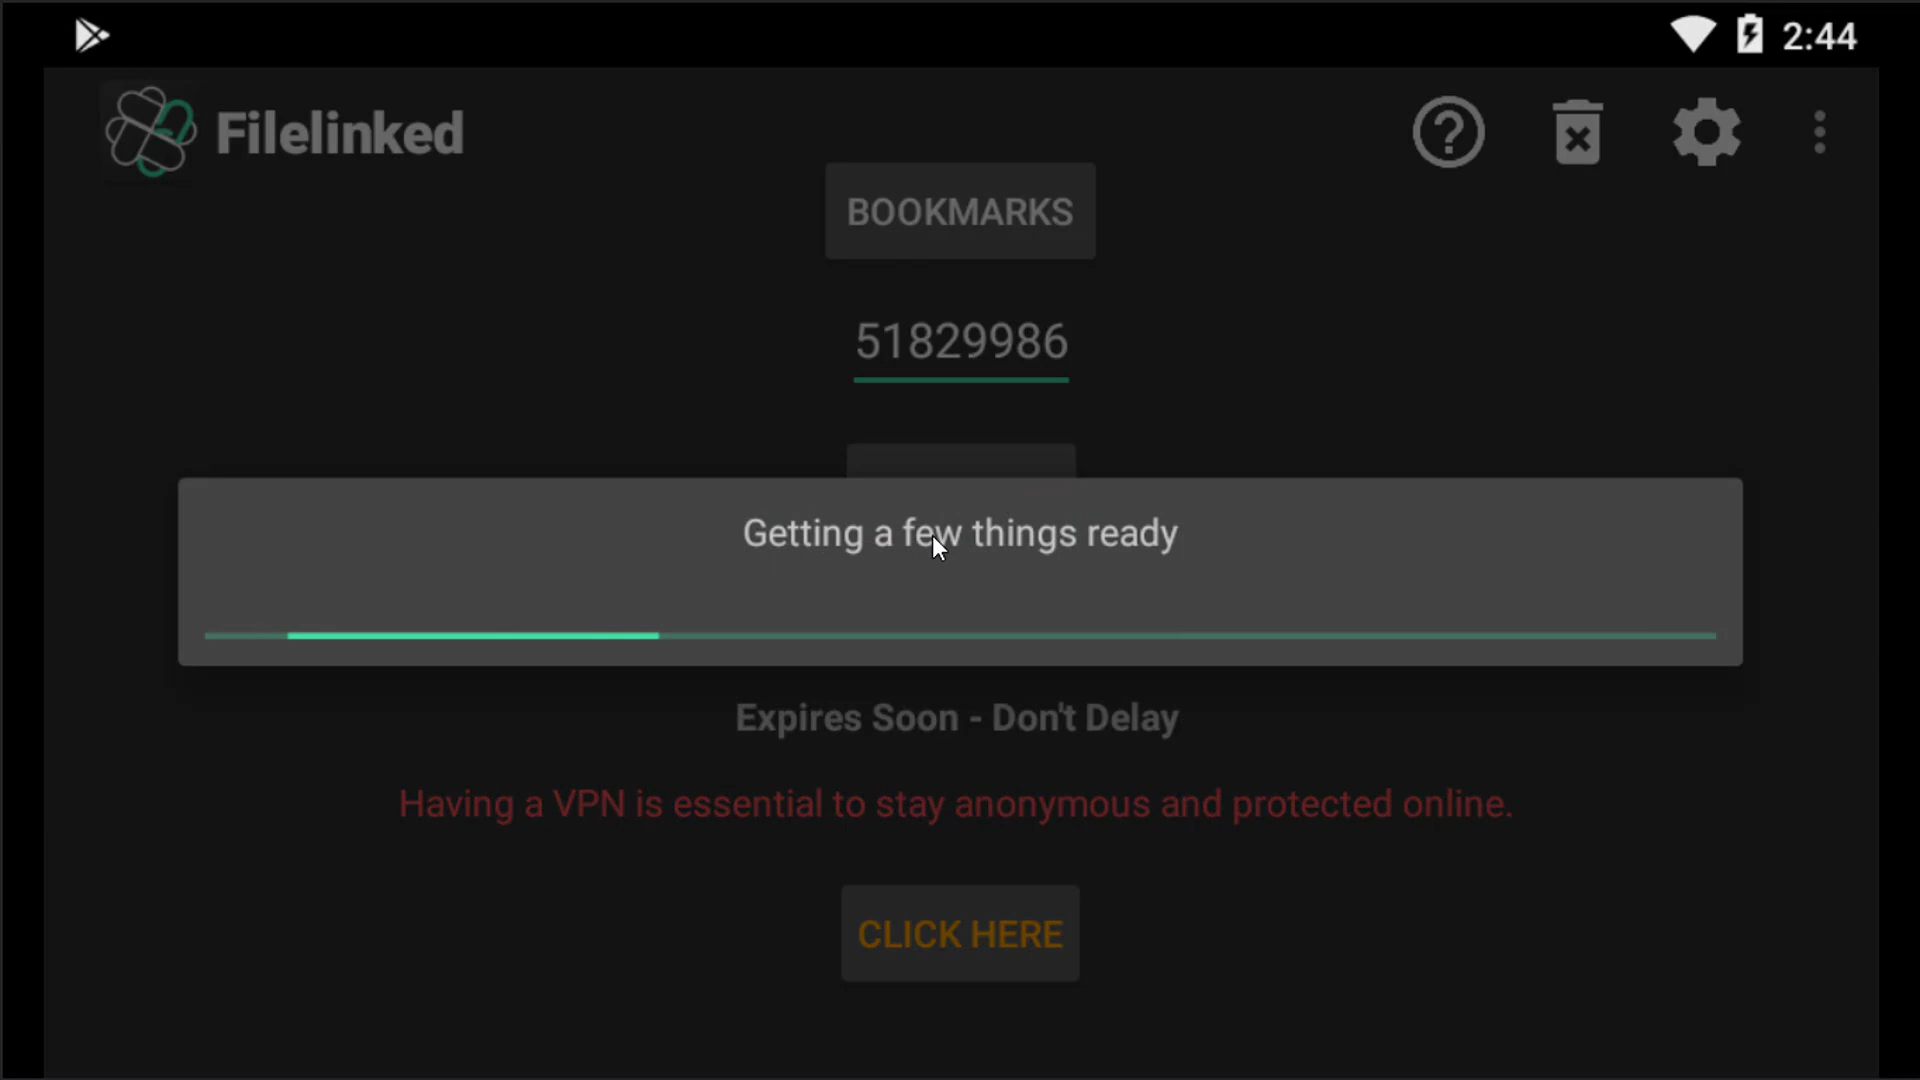 2:44
Filelinked
BOOKMARKS
51829986
Getting a few things ready
Expires Soon - Don't Delay
Having a VPN is essential to stay anonymous and protected online.
CLICK HERE